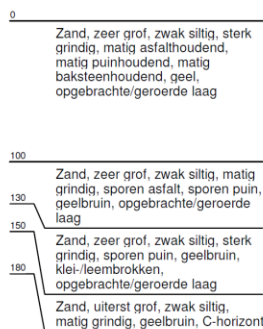 0
Zand, zeer grof, zwak siltig, sterk
grindig, matig asfalthoudend,
matig puinhoudend, matig
baksteenhoudend, geel,
opgebrachte/geroerde laag
100
Zand, zeer grof, zwak siltig, matig
grindig, sporen asfalt, sporen puin,
geelbruin, opgebrachte/geroerde
laag
130
150
Zand, zeer grof, zwak siltig, sterk
grindig, sporen puin, geelbruin,
klei-/leembrokken,
opgebrachte/geroerde laag
180
Zand, uiterst grof, zwak siltig,
matig grindig, geelbruin, C-horizont